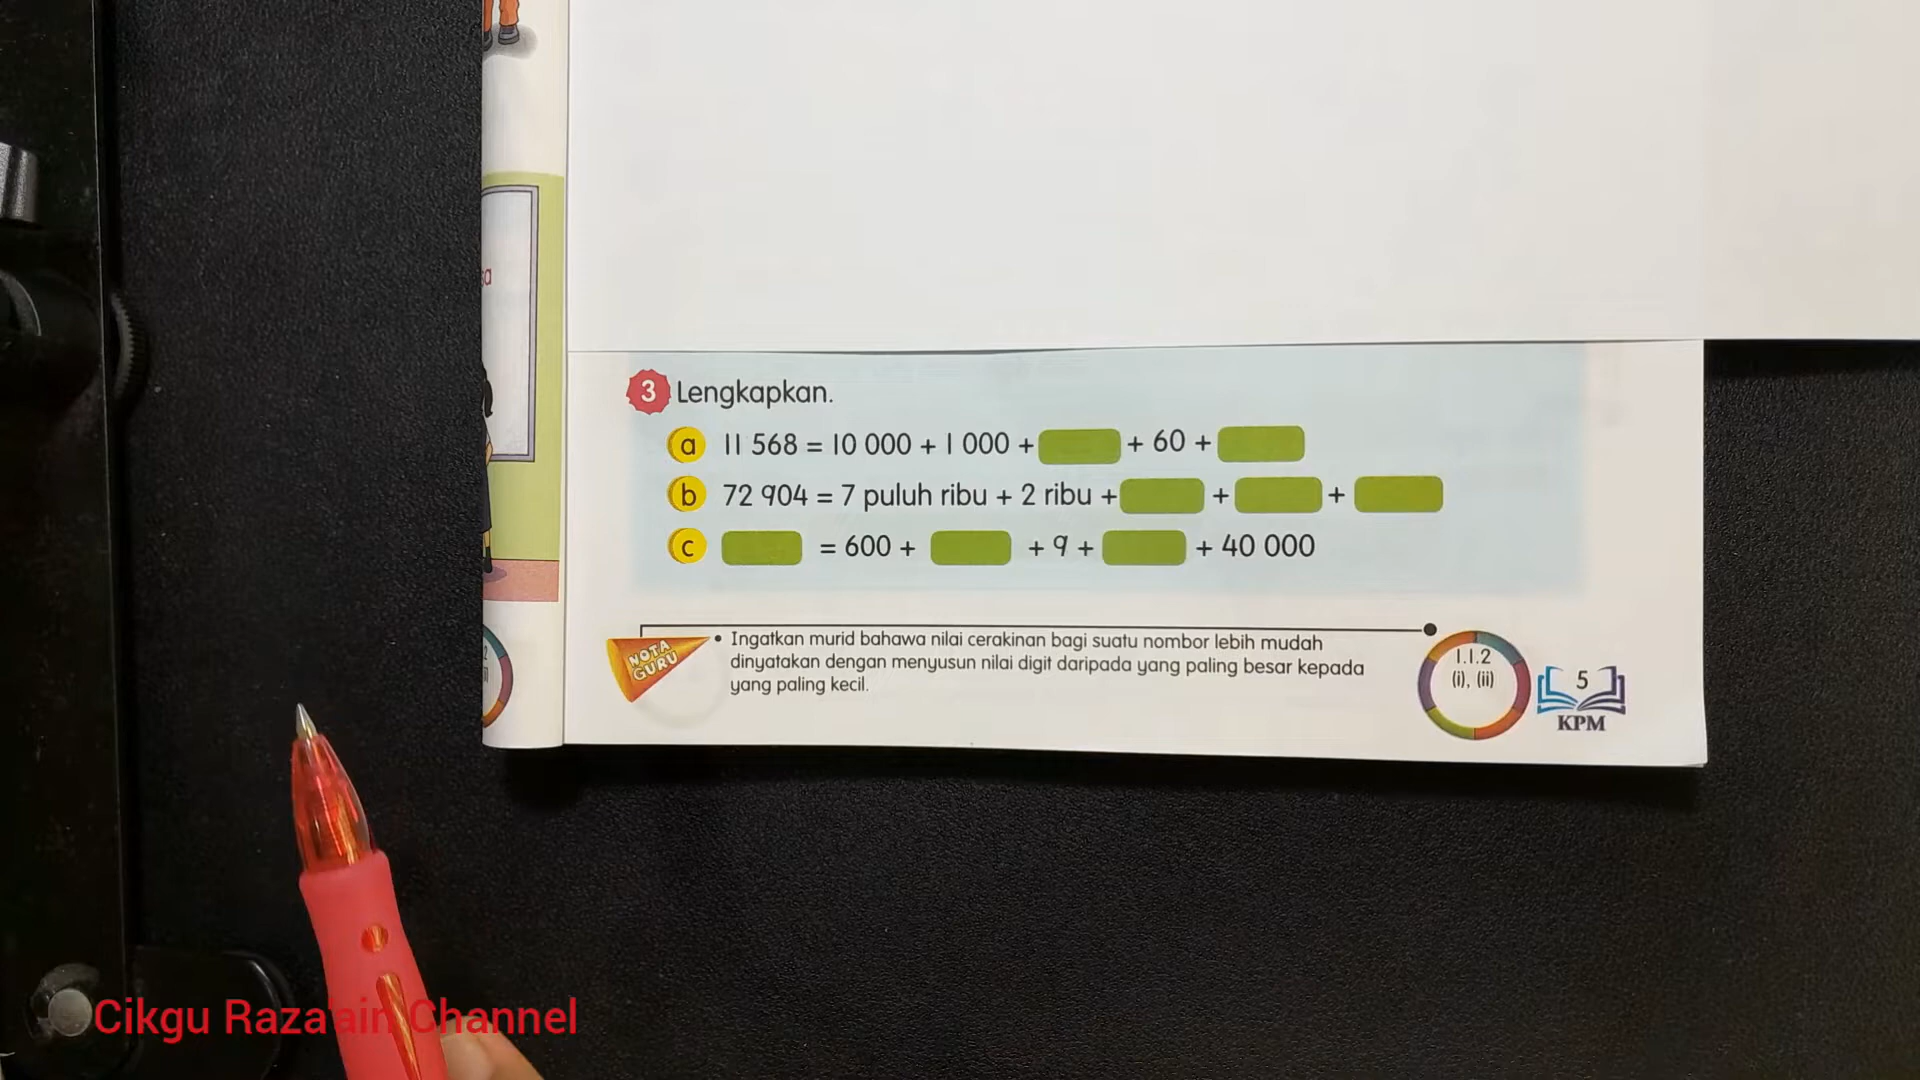 a
3 Lengkapkan.
a 11 568 = 10 000 + 1 000 + + 60 +
b 72 904 = 7 puluh ribu + 2 ribu + + +
c = 600 + + 9 + + 40 000
NOTA GURU
• Ingatkan murid bahawa nilai cerakinan bagi suatu nombor lebih mudah
dinyatakan dengan menyusun nilai digit daripada yang paling besar kepada
yang paling kecil.
1.1.2
(i), (ii)
5
KPM
Cikgu Raza'ain Channel